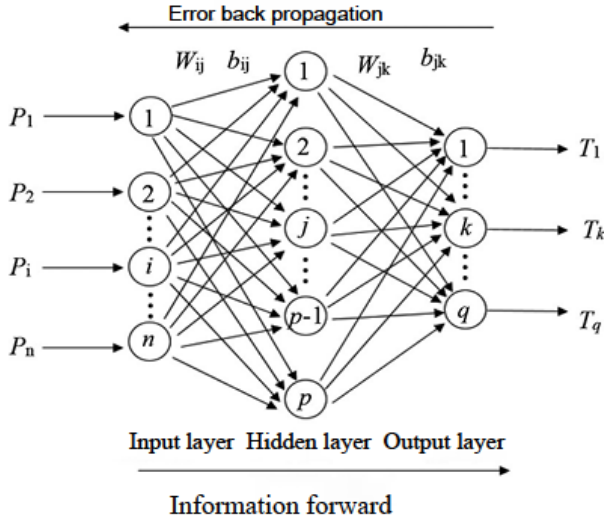 Error back propagation
Wij bij Wjk bjk
P1 1 1 1 T1
P2 2 2 k Tk
Pi i j q Tq
Pn n p-1
p
Input layer Hidden layer Output layer
Information forward